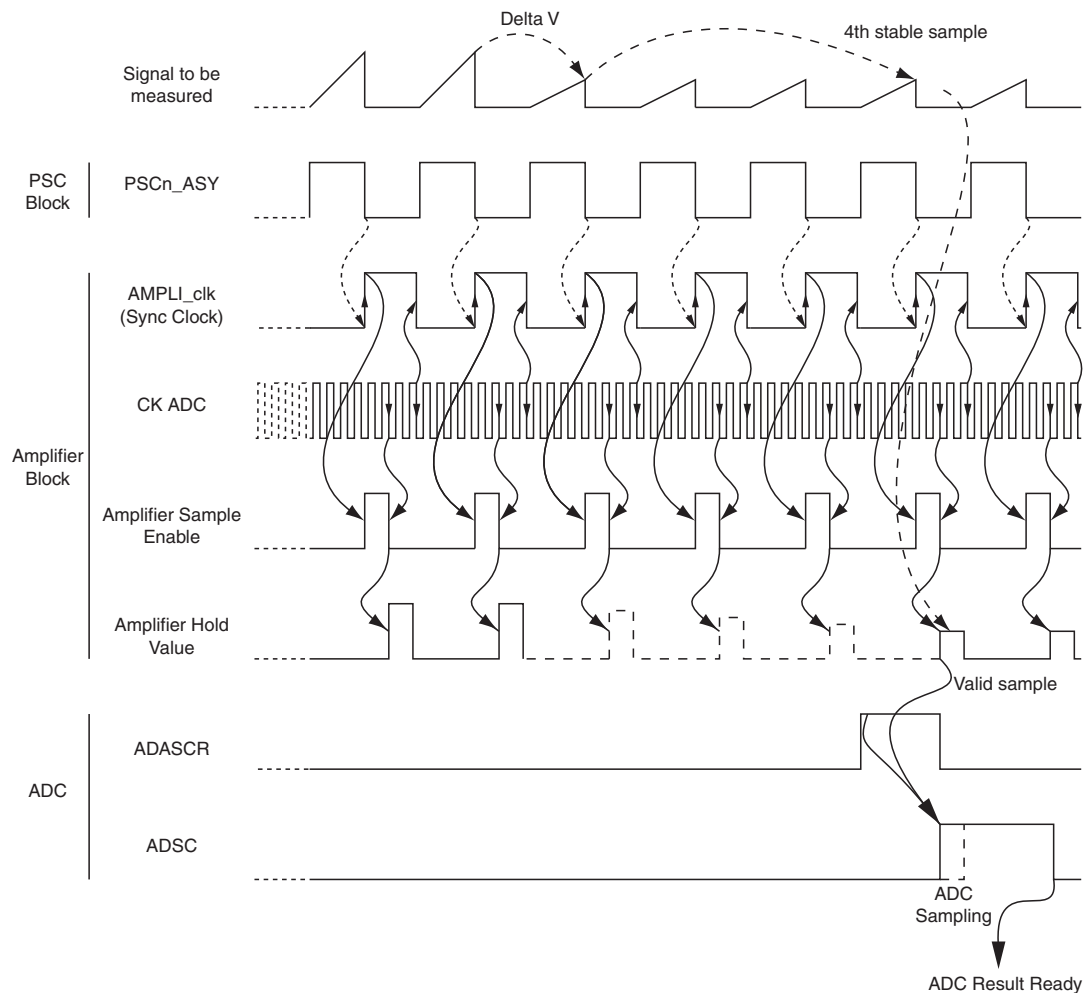 Delta V
4th stable sample
Signal to be
measured
PSC
Block
PSCn_ASY
AMPLI_clk
(Sync Clock)
CK ADC
Amplifier
Block
Amplifier Sample
Enable
Amplifier Hold
Value
Valid sample
ADASCR
ADC
ADSC
ADC
Sampling
ADC Result Ready